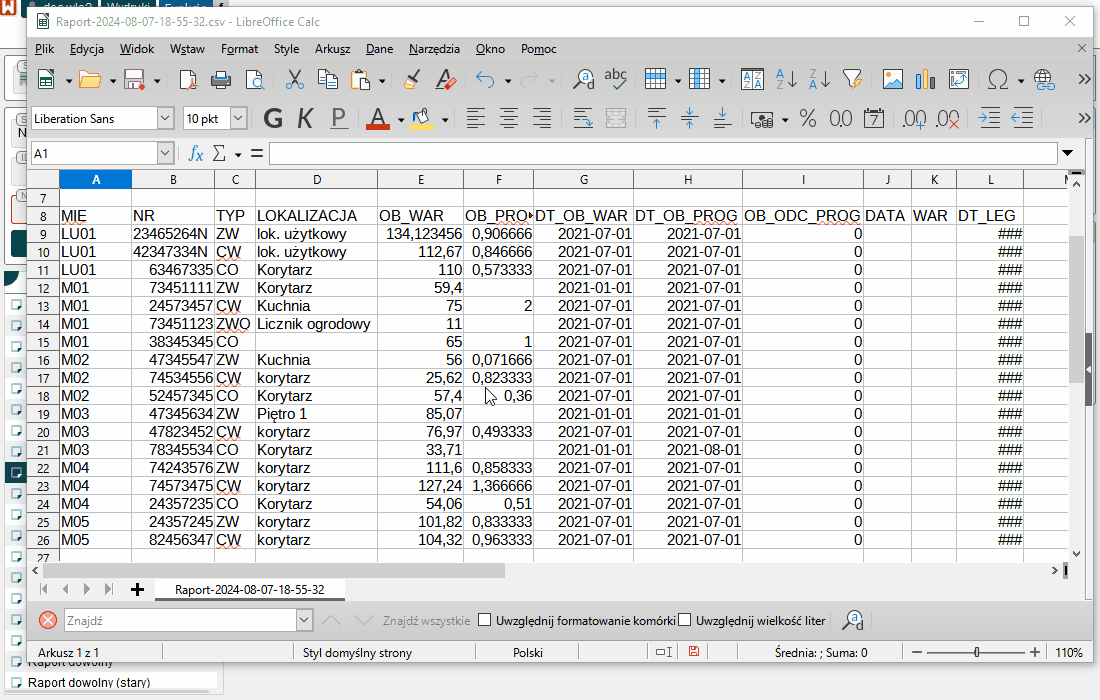 Raport-2024-08-07-18-55-32.csv - LibreOffice Calc
Plik Edycja Widok Wstaw Format Style Arkusz Dane Narzędzia Okno Pomoc
Liberation Sans 10 pkt G K P A % 0.0 7 .00 .00
A1 fx Σ =
A B C D E F G H I J K L
7
8 MIE NR TYP LOKALIZACJA OB_WAR OB_PRO DT_OB_WAR DT_OB_PROG OB_ODC_PROG DATA WAR DT_LEG
9 LU01 23465264N ZW lok. użytkowy 134,123456 0,906666 2021-07-01 2021-07-01 0 ###
10 LU01 42347334N CW lok. użytkowy 112,67 0,846666 2021-07-01 2021-07-01 0 ###
11 LU01 63467335 CO Korytarz 110 0,573333 2021-07-01 2021-07-01 0 ###
12 M01 73451111 ZW Korytarz 59,4 2021-01-01 2021-07-01 0 ###
13 M01 24573457 CW Kuchnia 75 2 2021-07-01 2021-07-01 0 ###
14 M01 73451123 ZWO Licznik ogrodowy 11 2021-07-01 2021-07-01 0 ###
15 M01 38345345 CO 65 1 2021-07-01 2021-07-01 0 ###
16 M02 47345547 ZW Kuchnia 56 0,071666 2021-07-01 2021-07-01 0 ###
17 M02 74534556 CW korytarz 25,62 0,823333 2021-07-01 2021-07-01 0 ###
18 M02 52457345 CO Korytarz 57,4 0,36 2021-07-01 2021-07-01 0 ###
19 M03 47345634 ZW Piętro 1 85,07 2021-01-01 2021-01-01 0 ###
20 M03 47823452 CW korytarz 76,97 0,493333 2021-07-01 2021-07-01 0 ###
21 M03 78345534 CO Korytarz 33,71 2021-01-01 2021-08-01 0 ###
22 M04 74243576 ZW korytarz 111,6 0,858333 2021-07-01 2021-07-01 0 ###
23 M04 74573475 CW korytarz 127,24 1,366666 2021-07-01 2021-07-01 0 ###
24 M04 24357235 CO Korytarz 54,06 0,51 2021-07-01 2021-07-01 0 ###
25 M05 24357245 ZW korytarz 101,82 0,833333 2021-07-01 2021-07-01 0 ###
26 M05 82456347 CW korytarz 104,32 0,963333 2021-07-01 2021-07-01 0 ###
27
Raport-2024-08-07-18-55-32
Znajdź Znajdź wszystkie Uwzględnij formatowanie komórki Uwzględnij wielkość liter
Arkusz 1 z 1 Styl domyślny strony Polski Średnia: ; Suma: 0 110%
Raport dowolny
Raport dowolny (stary)